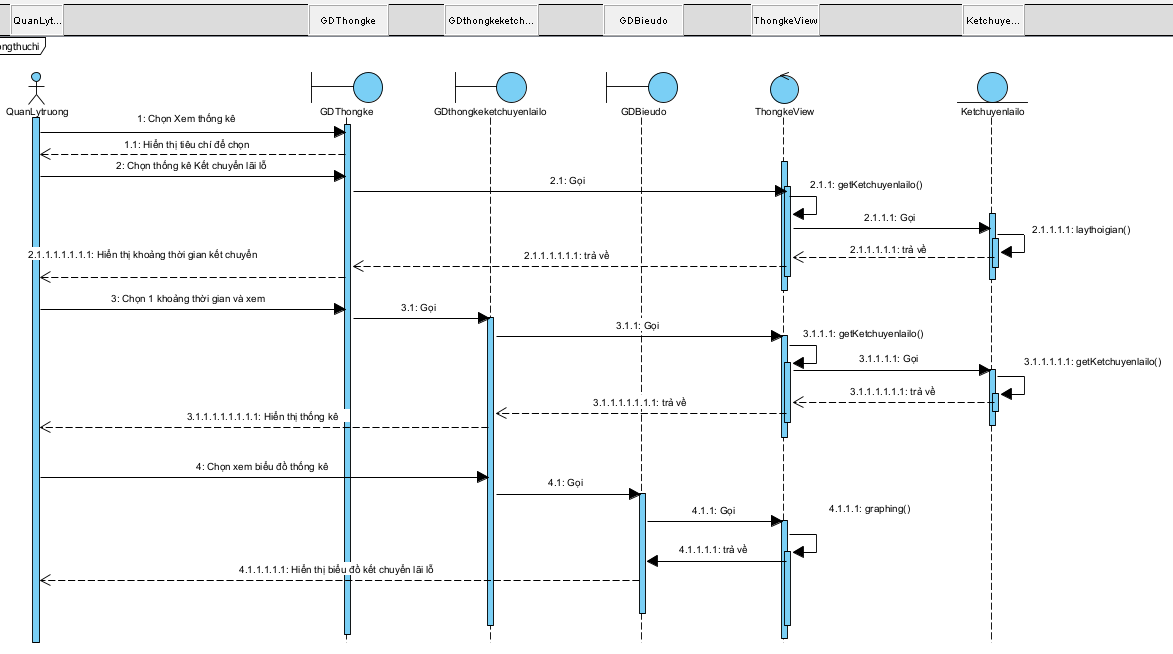 QuanLyt...
GDThongke
GDthongkeketch...
GDBieudo
ThongkeView
Ketchuye...
ongthuchi
QuanLytruong
GDThongke
GDthongkeketchuyenlailo
GDBieudo
ThongkeView
Ketchuyenlailo
1: Chọn Xem thống kê
1.1: Hiển thị tiêu chí để chọn
2: Chọn thống kê Kết chuyển lãi lỗ
2.1: Gọi
2.1.1: getKetchuyenlailo()
2.1.1.1: Gọi
2.1.1.1.1: laythoigian()
2.1.1.1.1.1: trả về
2.1.1.1.1.1.1: trả về
2.1.1.1.1.1.1.1: Hiển thị khoảng thời gian kết chuyển
3: Chọn 1 khoảng thời gian và xem
3.1: Gọi
3.1.1: Gọi
3.1.1.1: getKetchuyenlailo()
3.1.1.1.1: Gọi
3.1.1.1.1.1: getKetchuyenlailo()
3.1.1.1.1.1.1: trả về
3.1.1.1.1.1.1.1: trả về
3.1.1.1.1.1.1.1.1: Hiển thị thống kê
4: Chọn xem biểu đồ thống kê
4.1: Gọi
4.1.1: Gọi
4.1.1.1: graphing()
4.1.1.1.1: trả về
4.1.1.1.1.1: Hiển thị biểu đồ kết chuyển lãi lỗ